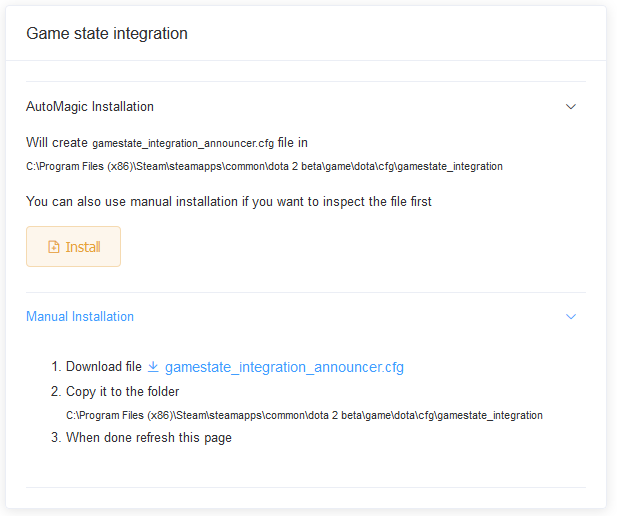 Game state integration
AutoMagic Installation
Will create gamestate_integration_announcer.cfg file in
C:\Program Files (x86)\Steam\steamapps\common\dota 2 beta\game\dota\cfg\gamestate_integration
You can also use manual installation if you want to inspect the file first
Install
Manual Installation
1. Download file gamestate_integration_announcer.cfg
2. Copy it to the folder
C:\Program Files (x86)\Steam\steamapps\common\dota 2 beta\game\dota\cfg\gamestate_integration
3. When done refresh this page